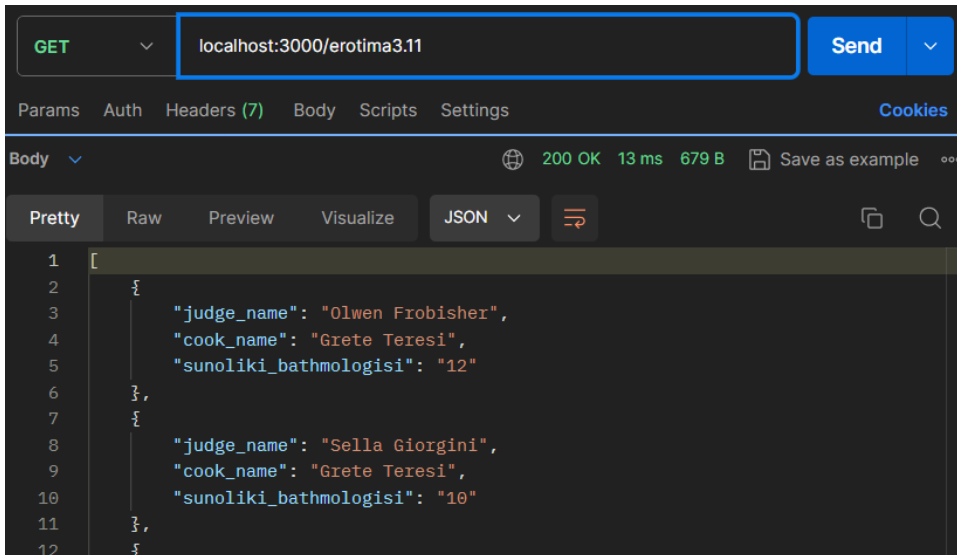 GET localhost:3000/erotima3.11 Send
Params Auth Headers (7) Body Scripts Settings Cookies
Body 200 OK 13 ms 679 B Save as example
Pretty Raw Preview Visualize JSON
1 [
2 {
3 "judge_name": "Olwen Frobisher",
4 "cook_name": "Grete Teresi",
5 "sunoliki_bathmologisi": "12"
6 },
7 {
8 "judge_name": "Sella Giorgini",
9 "cook_name": "Grete Teresi",
10 "sunoliki_bathmologisi": "10"
11 },
12 {